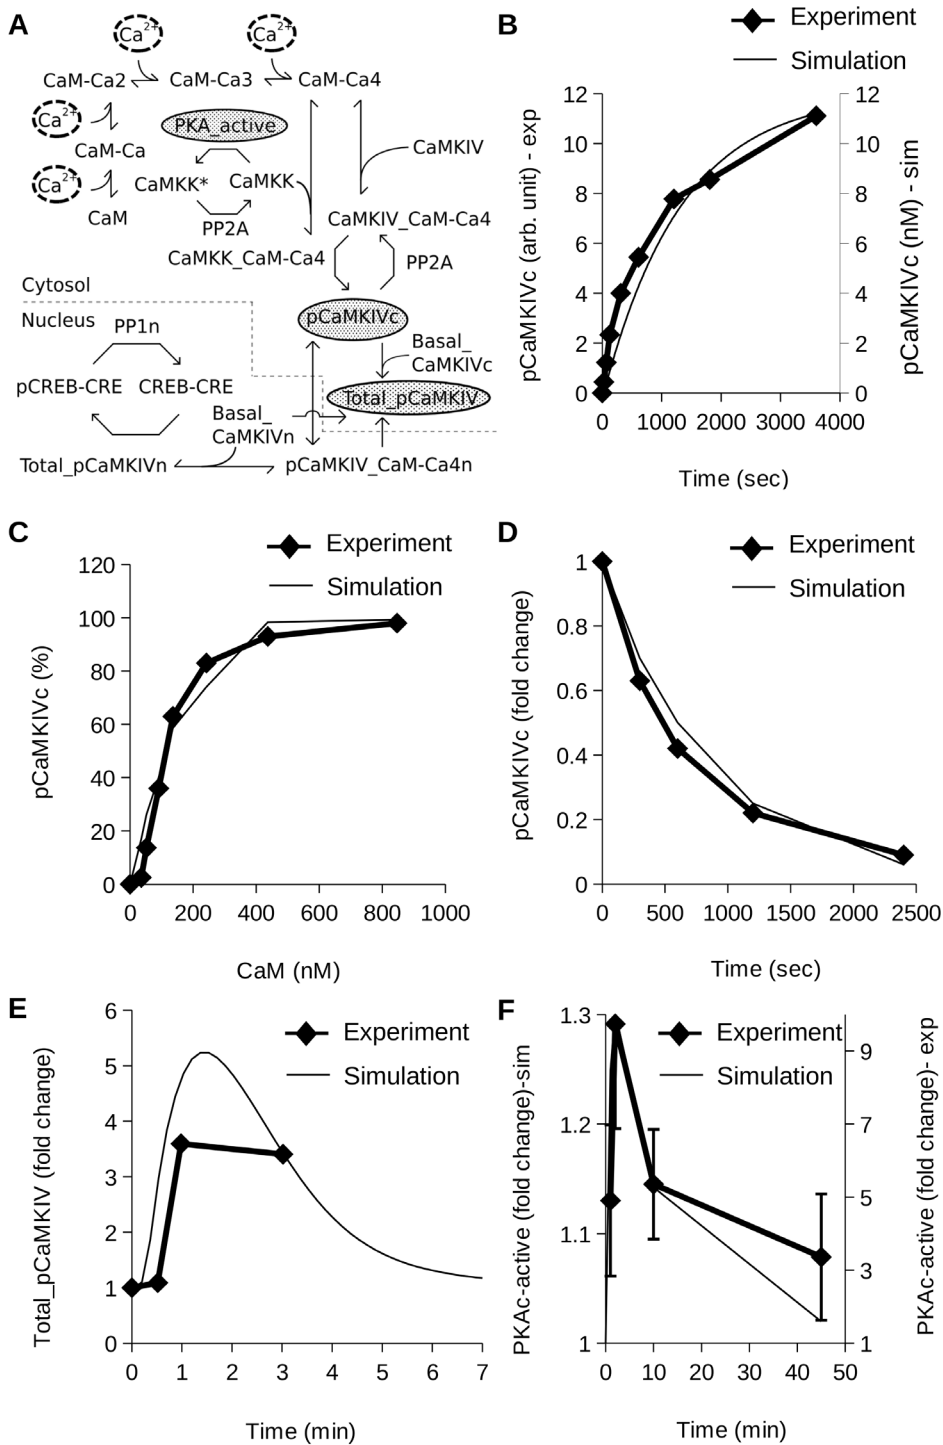 A
Ca2+
Ca2+
CaM-Ca2
CaM-Ca3
CaM-Ca4
Ca2+
PKA_active
CaM-Ca
CaMKIV
Ca2+
CaMKK*
CaMKK
CaM
PP2A
CaMKIV_CaM-Ca4
CaMKK_CaM-Ca4
PP2A
Cytosol
Nucleus
PP1n
pCaMKIVc
Basal_
CaMKIVc
pCREB-CRE
CREB-CRE
Total_pCaMKIV
Basal_
CaMKIVn
Total_pCaMKIVn
pCaMKIV_CaM-Ca4n
B
Experiment
Simulation
pCaMKIVc (arb. unit) - exp
12
10
8
6
4
2
0
12
10
8
6
4
2
0
pCaMKIVc (nM) - sim
0 1000 2000 3000 4000
Time (sec)
C
Experiment
Simulation
pCaMKIVc (%)
120
100
80
60
40
20
0
0 200 400 600 800 1000
CaM (nM)
D
Experiment
Simulation
pCaMKIVc (fold change)
1
0.8
0.6
0.4
0.2
0
0 500 1000 1500 2000 2500
Time (sec)
E
Experiment
Simulation
Total_pCaMKIV (fold change)
6
5
4
3
2
1
0
0 1 2 3 4 5 6 7
Time (min)
F
Experiment
Simulation
PKAc-active (fold change)-sim
1.3
1.2
1.1
1
9
7
5
3
1
PKAc-active (fold change)- exp
0 10 20 30 40 50
Time (min)